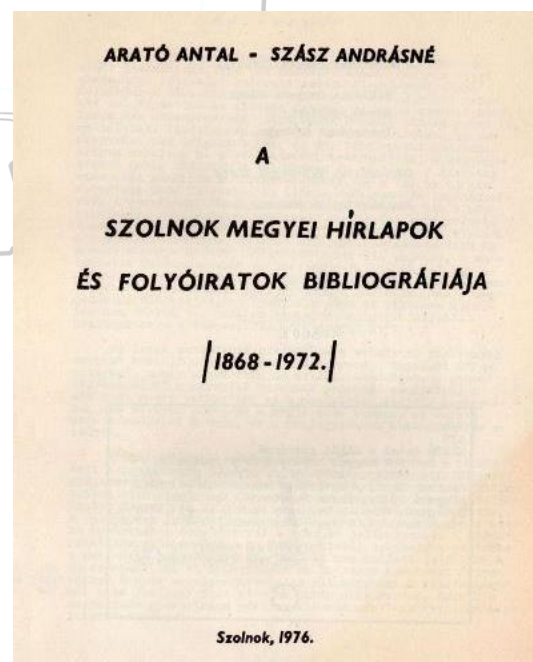 ARATÓ ANTAL - SZÁSZ ANDRÁSNÉ
A
SZOLNOK MEGYEI HÍRLAPOK
ÉS FOLYÓIRATOK BIBLIOGRÁFIÁJA
/1868-1972./
Szolnok, 1976.